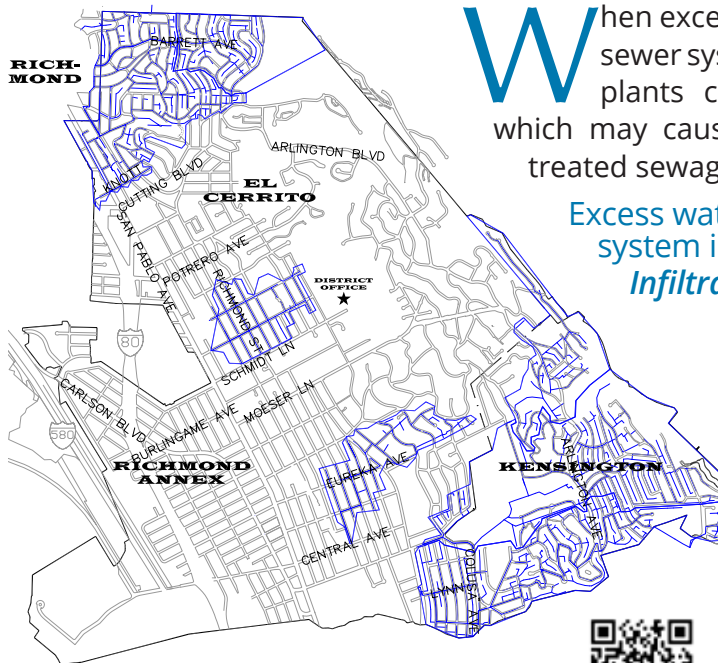 When exce
sewer sys
plants c
which may caus
treated sewag
Excess wat
system i
Infiltra
BARRETT AVE
RICH-
MOND
ARLINGTON BLVD
KNOTT
CUTTING BLVD
EL
CERRITO
SAN PABLO AVE
POTRERO AVE
RICHMOND ST
DISTRICT
OFFICE
80
SCHMIDT LN
CARLSON BLVD
MOESER LN
BURLINGAME AVE
580
RICHMOND
ANNEX
EUREKA AVE
KENSINGTON
ARLINGTON AVE
CENTRAL AVE
COLUSA AVE
LYNN